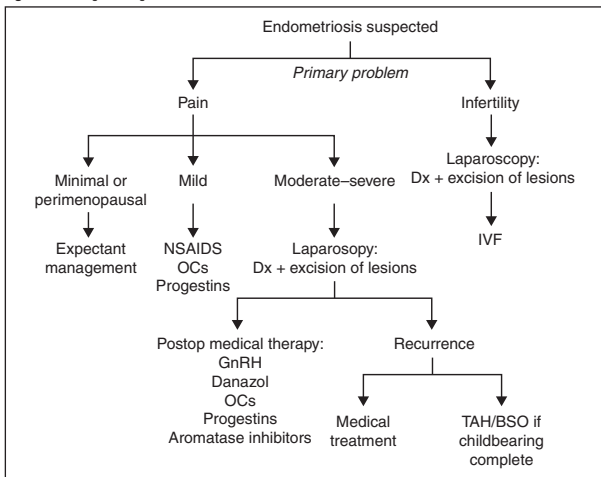 Endometriosis suspected
Primary problem
Pain
Infertility
Minimal or
perimenopausal
Mild
Moderate–severe
Laparoscopy:
Dx + excision of lesions
Expectant
management
NSAIDS
OCs
Progestins
Laparosopy:
Dx + excision of lesions
IVF
Postop medical therapy:
GnRH
Danazol
OCs
Progestins
Aromatase inhibitors
Recurrence
Medical
treatment
TAH/BSO if
childbearing
complete